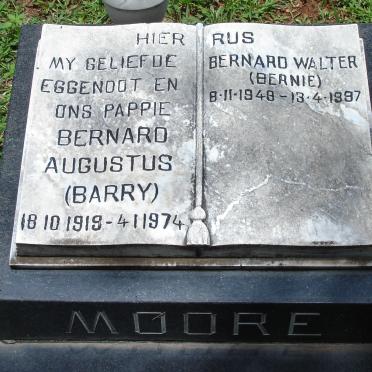 HIER RUS
MY GELIEFDE
EGGENOOT EN
ONS PAPPIE
BERNARD
AUGUSTUS
(BARRY)
18·10·1919-4·1·1974
BERNARD WALTER
(BERNIE)
8·11·1949-13·4·1997
MOORE